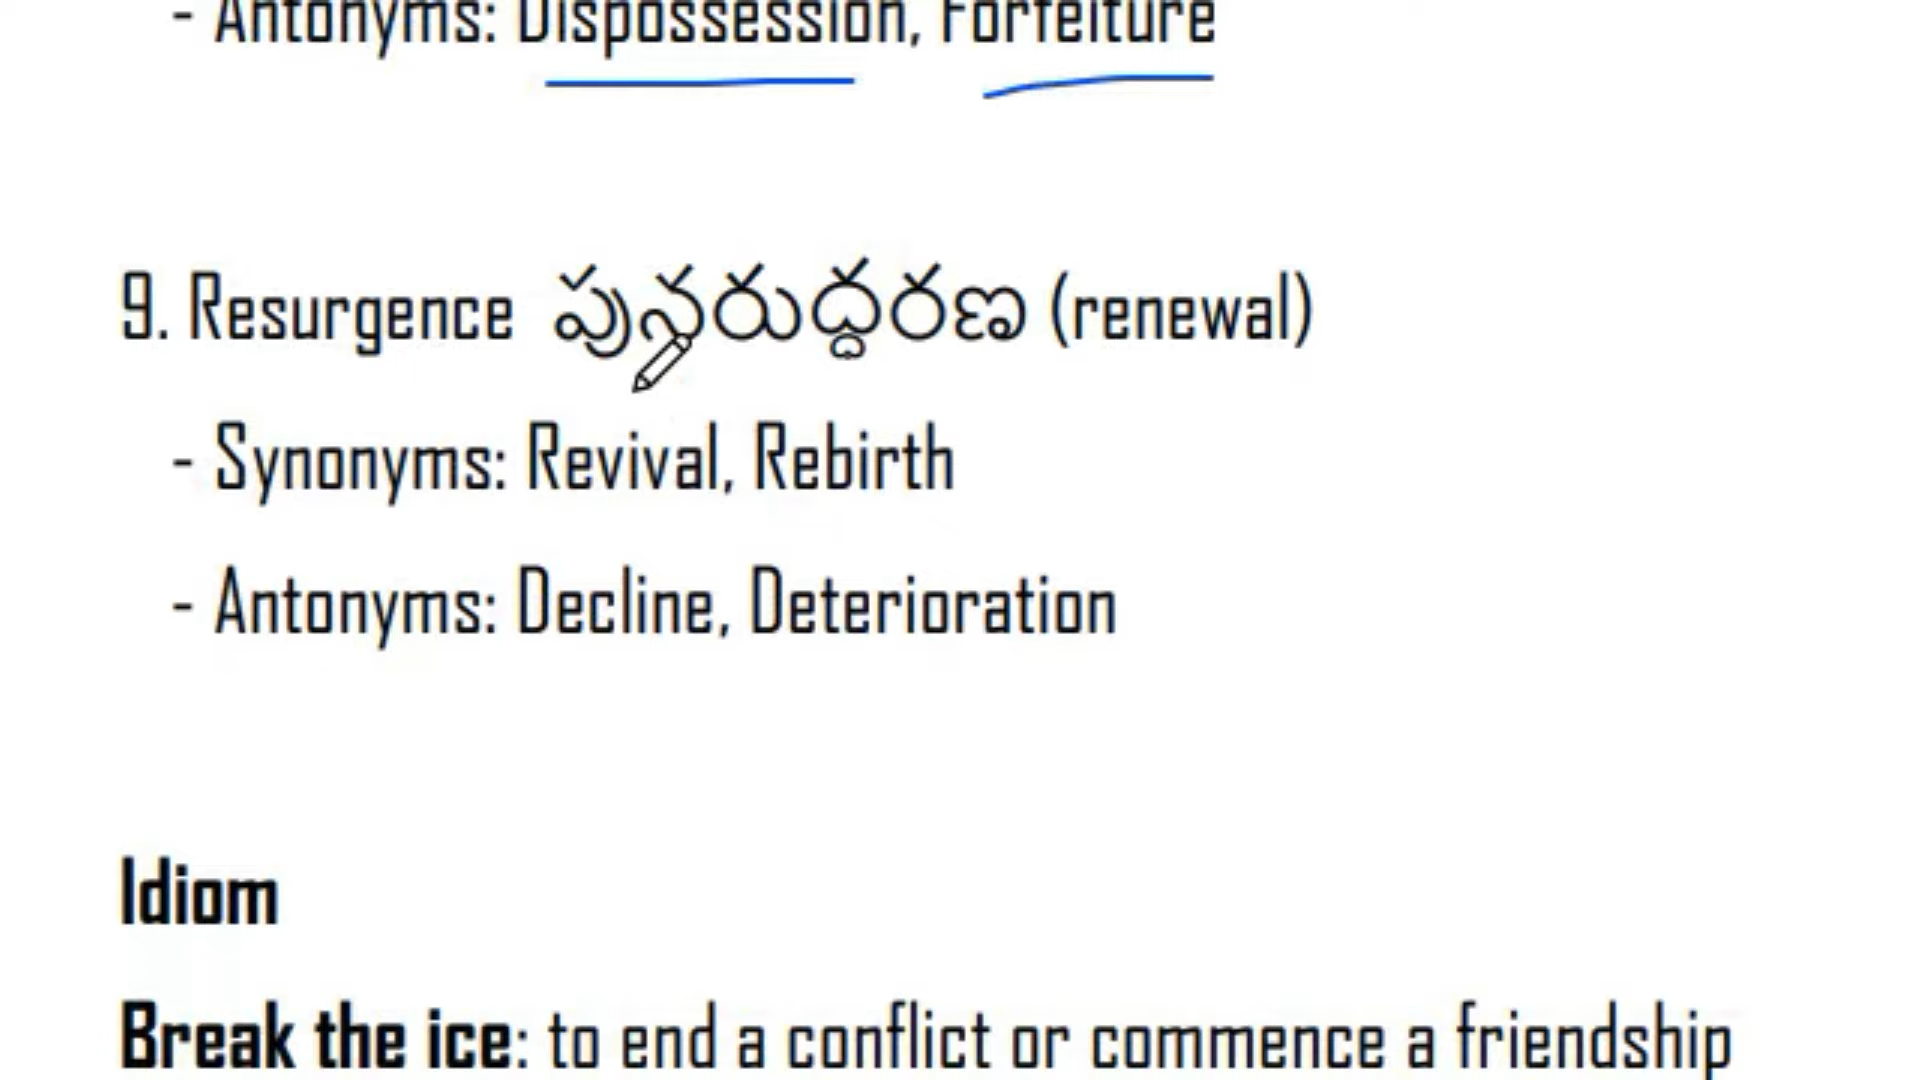 - Antonyms: Dispossession, Forfeiture
9. Resurgence పున్నరుద్ధరణ (renewal)
- Synonyms: Revival, Rebirth
- Antonyms: Decline, Deterioration
Idiom
Break the ice: to end a conflict or commence a friendship